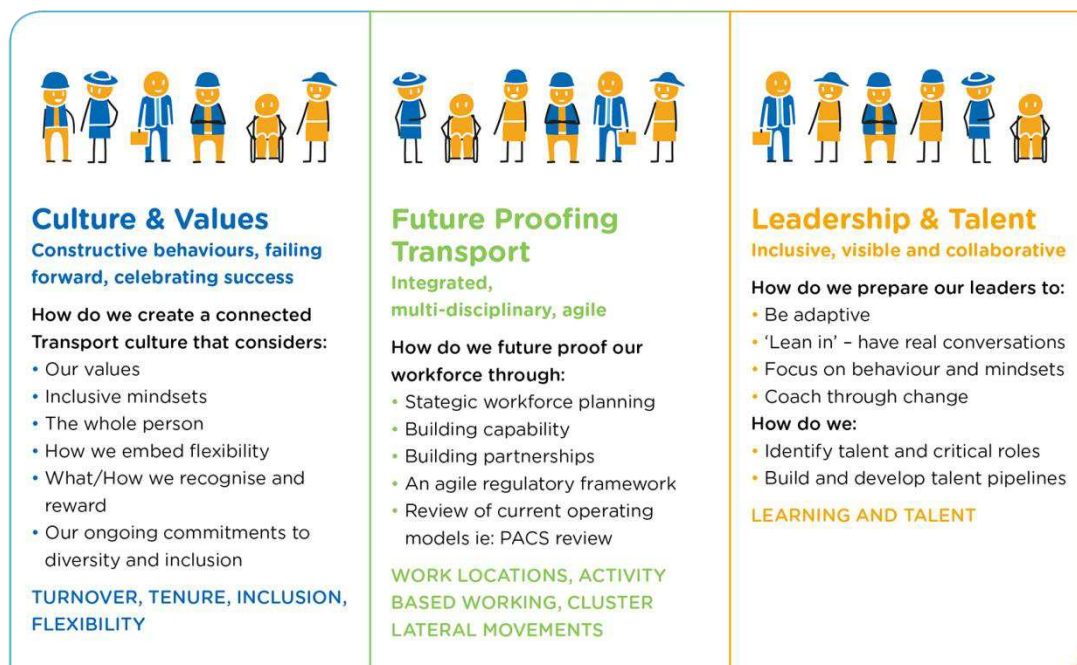 Culture & Values
Constructive behaviours, failing
forward, celebrating success
How do we create a connected
Transport culture that considers:
• Our values
• Inclusive mindsets
• The whole person
• How we embed flexibility
• What/How we recognise and
reward
• Our ongoing commitments to
diversity and inclusion
TURNOVER, TENURE, INCLUSION,
FLEXIBILITY
Future Proofing
Transport
Integrated,
multi-disciplinary, agile
How do we future proof our
workforce through:
• Stategic workforce planning
• Building capability
• Building partnerships
• An agile regulatory framework
• Review of current operating
models ie: PACS review
WORK LOCATIONS, ACTIVITY
BASED WORKING, CLUSTER
LATERAL MOVEMENTS
Leadership & Talent
Inclusive, visible and collaborative
How do we prepare our leaders to:
• Be adaptive
• ‘Lean in’ – have real conversations
• Focus on behaviour and mindsets
• Coach through change
How do we:
• Identify talent and critical roles
• Build and develop talent pipelines
LEARNING AND TALENT